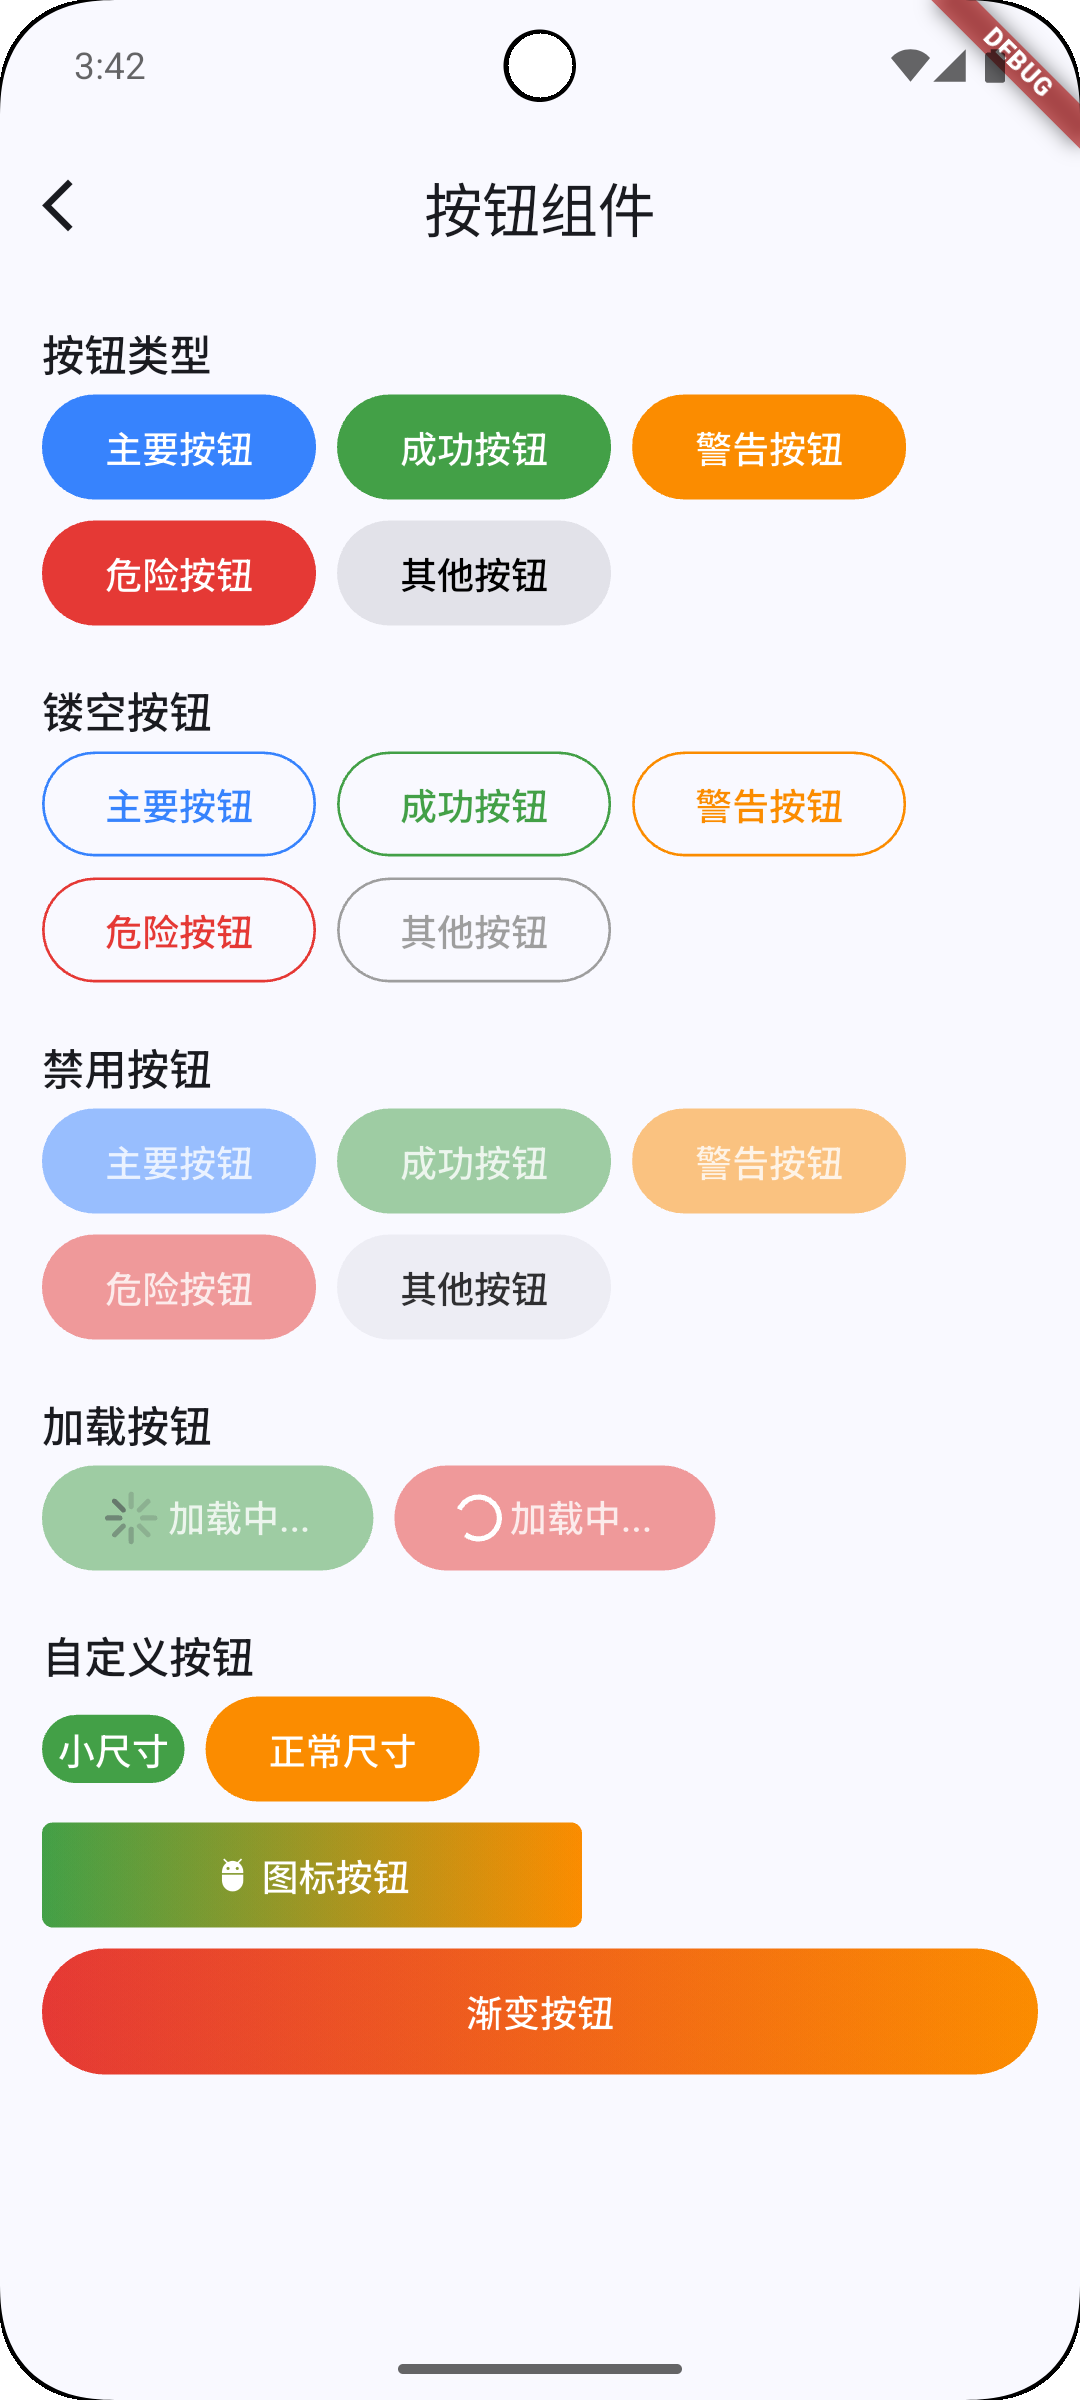 3:42
DEBUG
按钮组件
按钮类型
主要按钮 成功按钮 警告按钮
危险按钮 其他按钮
镂空按钮
主要按钮 成功按钮 警告按钮
危险按钮 其他按钮
禁用按钮
主要按钮 成功按钮 警告按钮
危险按钮 其他按钮
加载按钮
加载中... 加载中...
自定义按钮
小尺寸 正常尺寸
图标按钮
渐变按钮